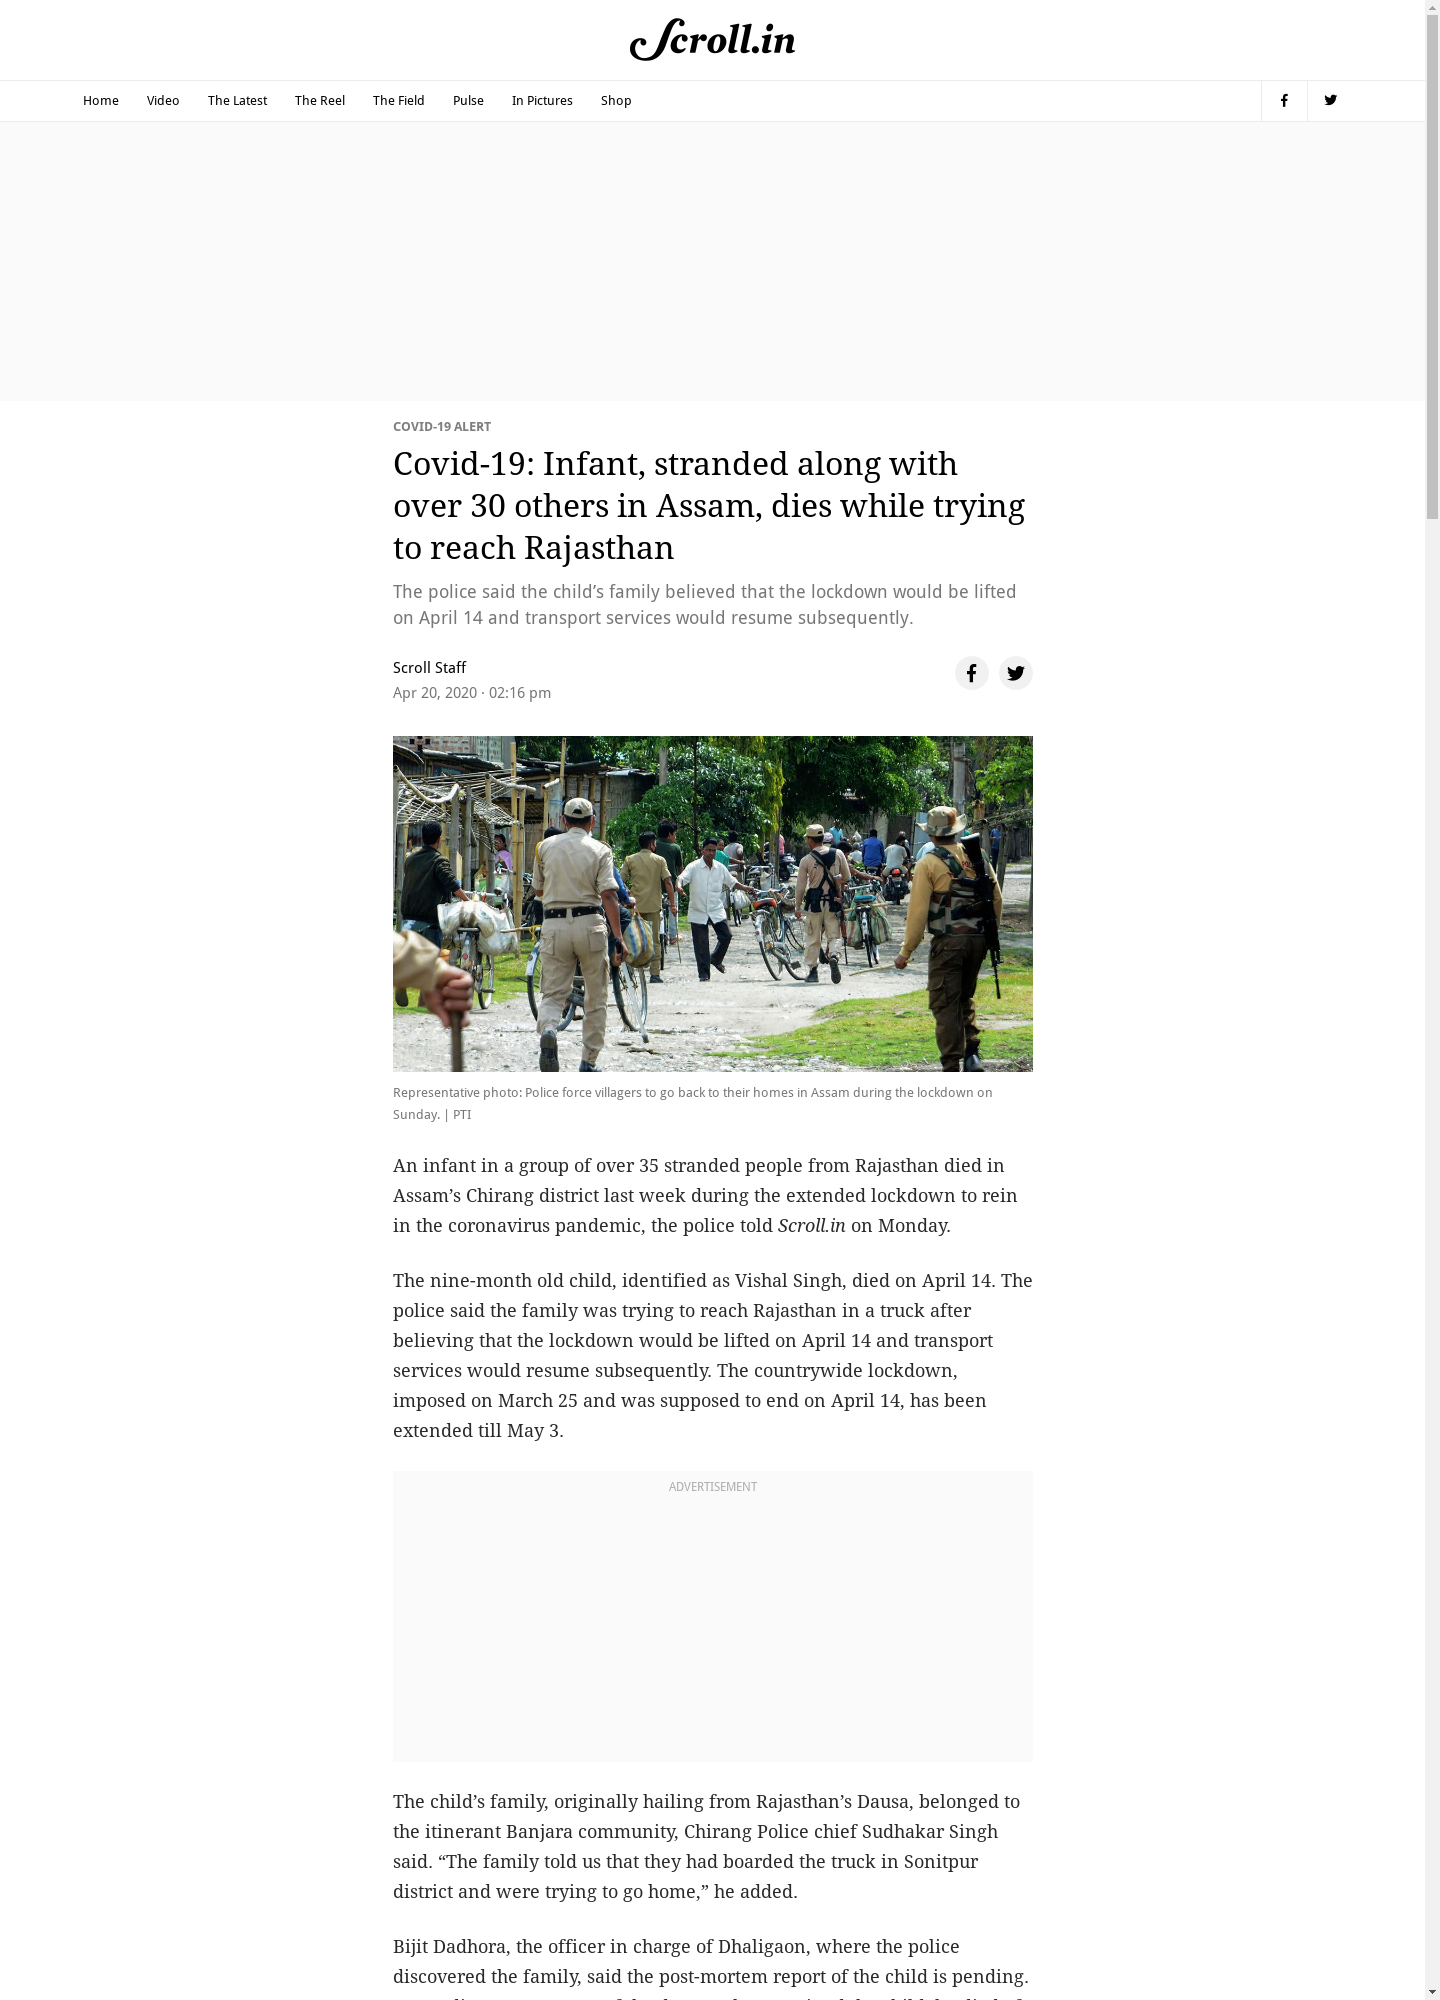 Scroll.in
Home Video The Latest The Reel The Field Pulse In Pictures Shop
COVID-19 ALERT
Covid-19: Infant, stranded along with
over 30 others in Assam, dies while trying
to reach Rajasthan
The police said the child’s family believed that the lockdown would be lifted
on April 14 and transport services would resume subsequently.
Scroll Staff
Apr 20, 2020 · 02:16 pm
Representative photo: Police force villagers to go back to their homes in Assam during the lockdown on
Sunday. | PTI
An infant in a group of over 35 stranded people from Rajasthan died in
Assam’s Chirang district last week during the extended lockdown to rein
in the coronavirus pandemic, the police told Scroll.in on Monday.
The nine-month old child, identified as Vishal Singh, died on April 14. The
police said the family was trying to reach Rajasthan in a truck after
believing that the lockdown would be lifted on April 14 and transport
services would resume subsequently. The countrywide lockdown,
imposed on March 25 and was supposed to end on April 14, has been
extended till May 3.
ADVERTISEMENT
The child’s family, originally hailing from Rajasthan’s Dausa, belonged to
the itinerant Banjara community, Chirang Police chief Sudhakar Singh
said. “The family told us that they had boarded the truck in Sonitpur
district and were trying to go home,” he added.
Bijit Dadhora, the officer in charge of Dhaligaon, where the police
discovered the family, said the post-mortem report of the child is pending.